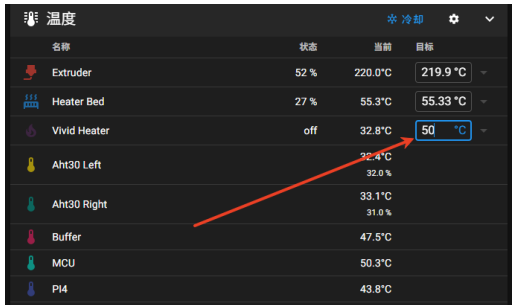 温度 冷却
名称 状态 当前 目标
Extruder 52 % 220.0°C 219.9 °C
Heater Bed 27 % 55.3°C 55.33 °C
Vivid Heater off 32.8°C 50 °C
Aht30 Left 32.4°C
32.0 %
Aht30 Right 33.1°C
31.0 %
Buffer 47.5°C
MCU 50.3°C
PI4 43.8°C